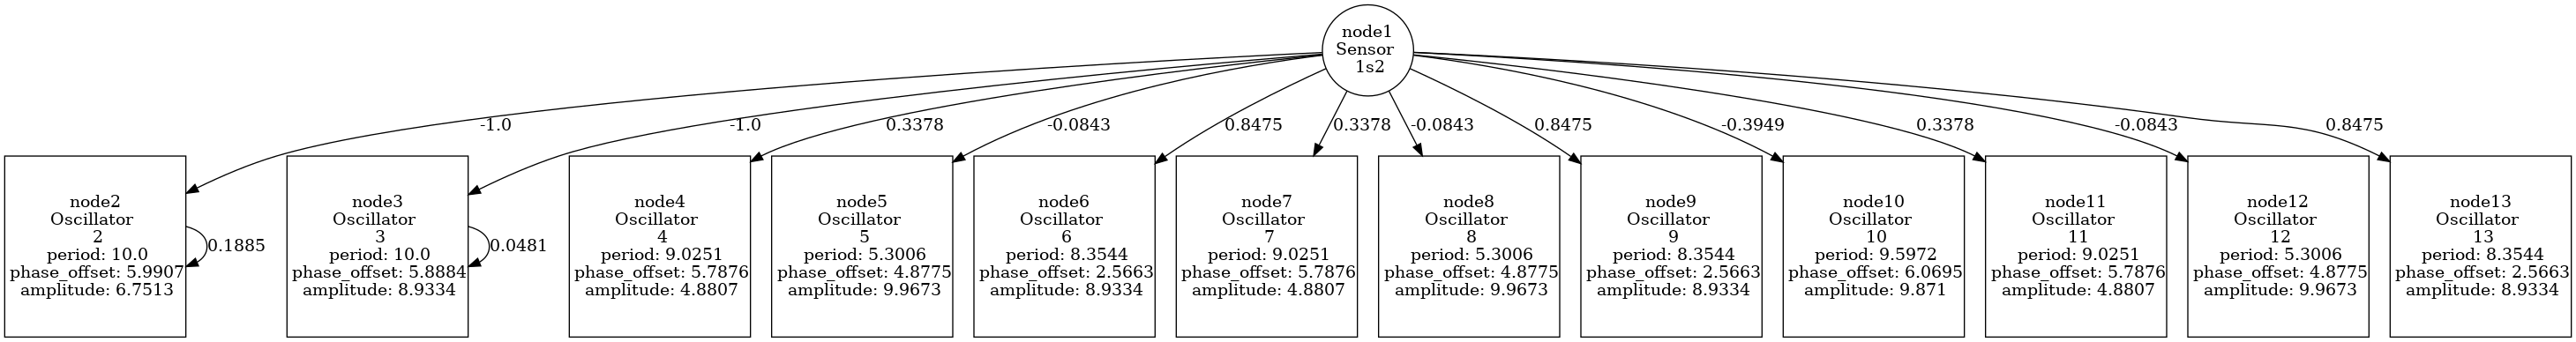 node1
Sensor
1s2
-1.0
-1.0
0.3378
-0.0843
0.8475
0.3378
-0.0843
0.8475
-0.3949
0.3378
-0.0843
0.8475
node2
Oscillator
2
period: 10.0
phase_offset: 5.9907
amplitude: 6.7513
0.1885
node3
Oscillator
3
period: 10.0
phase_offset: 5.8884
amplitude: 8.9334
0.0481
node4
Oscillator
4
period: 9.0251
phase_offset: 5.7876
amplitude: 4.8807
node5
Oscillator
5
period: 5.3006
phase_offset: 4.8775
amplitude: 9.9673
node6
Oscillator
6
period: 8.3544
phase_offset: 2.5663
amplitude: 8.9334
node7
Oscillator
7
period: 9.0251
phase_offset: 5.7876
amplitude: 4.8807
node8
Oscillator
8
period: 5.3006
phase_offset: 4.8775
amplitude: 9.9673
node9
Oscillator
9
period: 8.3544
phase_offset: 2.5663
amplitude: 8.9334
node10
Oscillator
10
period: 9.5972
phase_offset: 6.0695
amplitude: 9.871
node11
Oscillator
11
period: 9.0251
phase_offset: 5.7876
amplitude: 4.8807
node12
Oscillator
12
period: 5.3006
phase_offset: 4.8775
amplitude: 9.9673
node13
Oscillator
13
period: 8.3544
phase_offset: 2.5663
amplitude: 8.9334